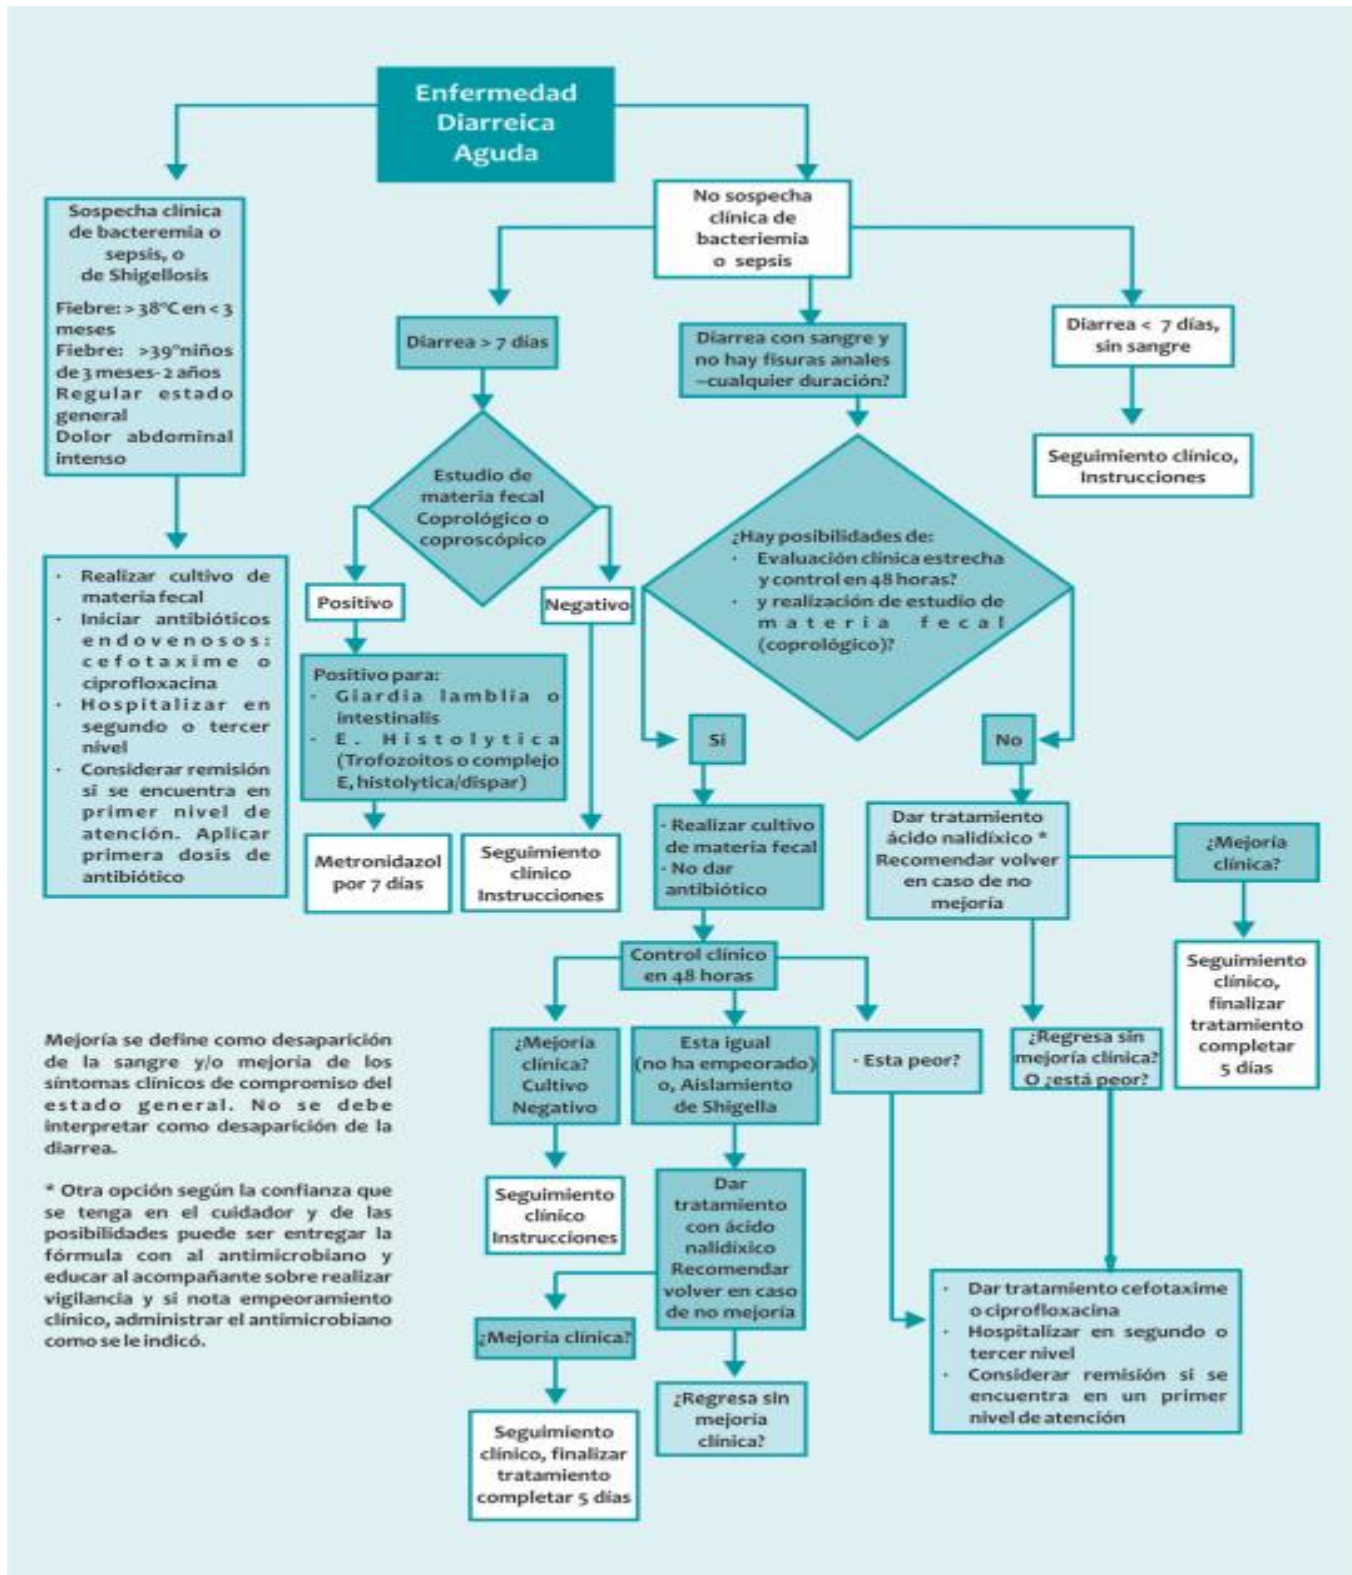 Enfermedad
Diarreica
Aguda
Sospecha clínica
de bacteremia o
sepsis, o
de Shigellosis
Fiebre: > 38°C en < 3
meses
Fiebre: >39°niños
de 3 meses- 2 años
Regular estado
general
Dolor abdominal
intenso
No sospecha
clínica de
bacteriemia
o sepsis
Diarrea > 7 días
Diarrea con sangre y
no hay fisuras anales
–cualquier duración?
Diarrea < 7 días,
sin sangre
Seguimiento clínico,
Instrucciones
Estudio de
materia fecal
Coprológico o
coproscópico
¿Hay posibilidades de:
· Evaluación clínica estrecha
y control en 48 horas?
· y realización de estudio de
materia fecal
(coprológico)?
· Realizar cultivo de
materia fecal
· Iniciar antibióticos
endovenosos:
cefotaxime o
ciprofloxacina
· Hospitalizar en
segundo o tercer
nivel
· Considerar remisión
si se encuentra en
primer nivel de
atención. Aplicar
primera dosis de
antibiótico
Positivo
Negativo
Positivo para:
· Giardia lamblia o
intestinalis
· E. Histolytica
(Trofozoitos o complejo
E, histolytica/dispar)
Metronidazol
por 7 días
Seguimiento
clínico
Instrucciones
Si
No
· Realizar cultivo
de materia fecal
· No dar
antibiótico
Dar tratamiento
ácido nalidíxico *
Recomendar volver
en caso de no
mejoría
¿Mejoría
clínica?
Seguimiento
clínico,
finalizar
tratamiento
completar
5 días
Control clínico
en 48 horas
¿Mejoría
clínica?
Cultivo
Negativo
Esta igual
(no ha empeorado)
o, Aislamiento
de Shigella
· Esta peor?
¿Regresa sin
mejoría clínica?
O ¿está peor?
Seguimiento
clínico
Instrucciones
Dar
tratamiento
con ácido
nalidíxico
Recomendar
volver en caso
de no mejoría
¿Mejoria clínica?
Seguimiento
clínico, finalizar
tratamiento
completar 5 días
¿Regresa sin
mejoría
clínica?
· Dar tratamiento cefotaxime
o ciprofloxacina
· Hospitalizar en segundo o
tercer nivel
· Considerar remisión si se
encuentra en un primer
nivel de atención
Mejoría se define como desaparición
de la sangre y/o mejoría de los
síntomas clínicos de compromiso del
estado general. No se debe
interpretar como desaparición de la
diarrea.
* Otra opción según la confianza que
se tenga en el cuidador y de las
posibilidades puede ser entregar la
fórmula con al antimicrobiano y
educar al acompañante sobre realizar
vigilancia y si nota empeoramiento
clínico, administrar el antimicrobiano
como se le indicó.